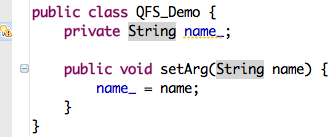 public class QFS_Demo {
    private String name_;
    public void setArg(String name) {
        name_ = name;
    }
}